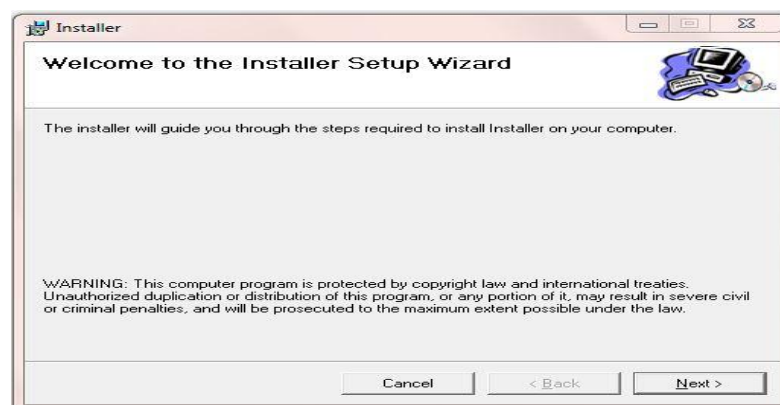 Installer
Welcome to the Installer Setup Wizard
The installer will guide you through the steps required to install Installer on your computer.
WARNING: This computer program is protected by copyright law and international treaties.
Unauthorized duplication or distribution of this program, or any portion of it, may result in severe civil
or criminal penalties, and will be prosecuted to the maximum extent possible under the law.
Cancel
< Back
Next >